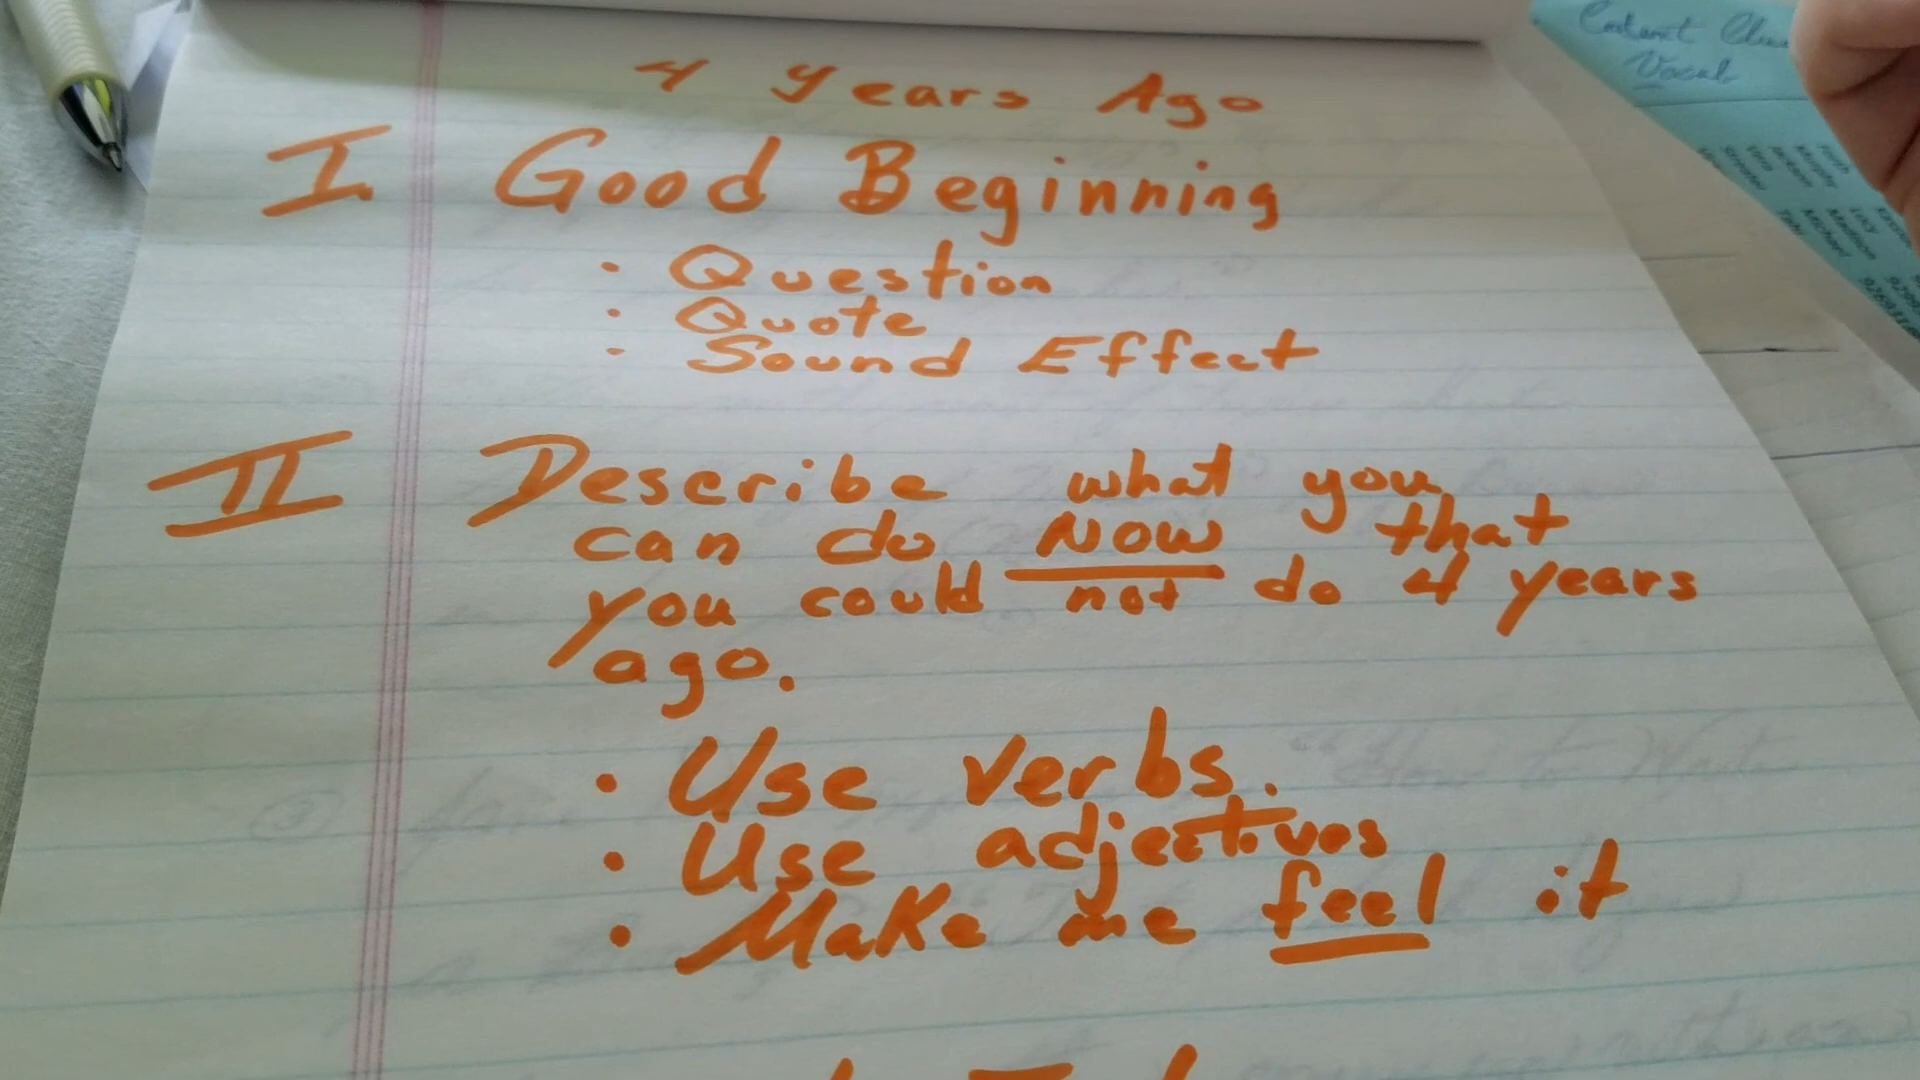 4 Years Ago
I. Good Beginning
· Question
· Quote
· Sound Effect
II Describe what you
can do NOW that
you could not do 4 years
ago.
· Use verbs.
· Use adjectives
· Make me feel it
Vocal